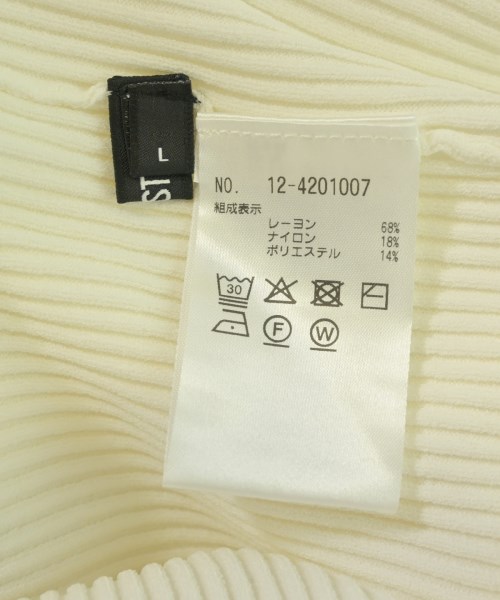 L
ST
NO. 12-4201007
組成表示
レーヨン 68%
ナイロン 18%
ポリエステル 14%
30
F W